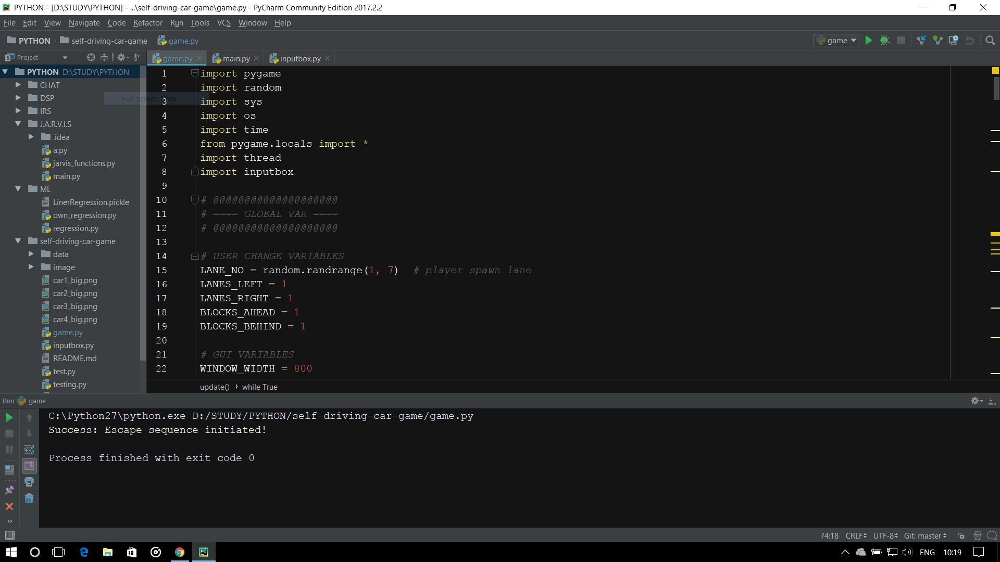 PYTHON - [D:\STUDY\PYTHON] - ...\self-driving-car-game\game.py - PyCharm Community Edition 2017.2.2
File Edit View Navigate Code Refactor Run Tools VCS Window Help
PYTHON self-driving-car-game game.py game
Project game.py main.py inputbox.py
PYTHON D:\STUDY\PYTHON
CHAT
DSP
Full-screen Snip
IRS
J.A.R.V.I.S
.idea
a.py
jarvis_functions.py
main.py
ML
LinerRegression.pickle
own_regression.py
regression.py
self-driving-car-game
data
image
car1_big.png
car2_big.png
car3_big.png
car4_big.png
game.py
inputbox.py
README.md
test.py
testing.py
1 import pygame
2 import random
3 import sys
4 import os
5 import time
6 from pygame.locals import *
7 import thread
8 import inputbox
9
10 # @@@@@@@@@@@@@@@@@@@@
11 # ==== GLOBAL VAR ====
12 # @@@@@@@@@@@@@@@@@@@@
13
14 # USER CHANGE VARIABLES
15 LANE_NO = random.randrange(1, 7) # player spawn lane
16 LANES_LEFT = 1
17 LANES_RIGHT = 1
18 BLOCKS_AHEAD = 1
19 BLOCKS_BEHIND = 1
20
21 # GUI VARIABLES
22 WINDOW_WIDTH = 800
update() › while True
Run game
C:\Python27\python.exe D:/STUDY/PYTHON/self-driving-car-game/game.py
Success: Escape sequence initiated!
Process finished with exit code 0
74:18 CRLF UTF-8 Git: master
PC ENG 10:19